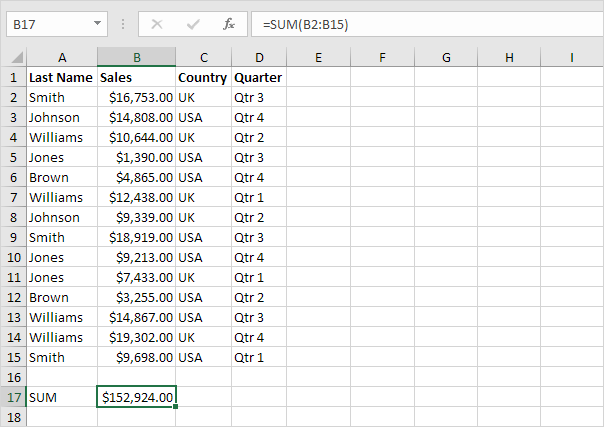 B17 fx =SUM(B2:B15)
A B C D E F G H I
1 Last Name Sales Country Quarter
2 Smith $16,753.00 UK Qtr 3
3 Johnson $14,808.00 USA Qtr 4
4 Williams $10,644.00 UK Qtr 2
5 Jones $1,390.00 USA Qtr 3
6 Brown $4,865.00 USA Qtr 4
7 Williams $12,438.00 UK Qtr 1
8 Johnson $9,339.00 UK Qtr 2
9 Smith $18,919.00 USA Qtr 3
10 Jones $9,213.00 USA Qtr 4
11 Jones $7,433.00 UK Qtr 1
12 Brown $3,255.00 USA Qtr 2
13 Williams $14,867.00 USA Qtr 3
14 Williams $19,302.00 UK Qtr 4
15 Smith $9,698.00 USA Qtr 1
16
17 SUM $152,924.00
18